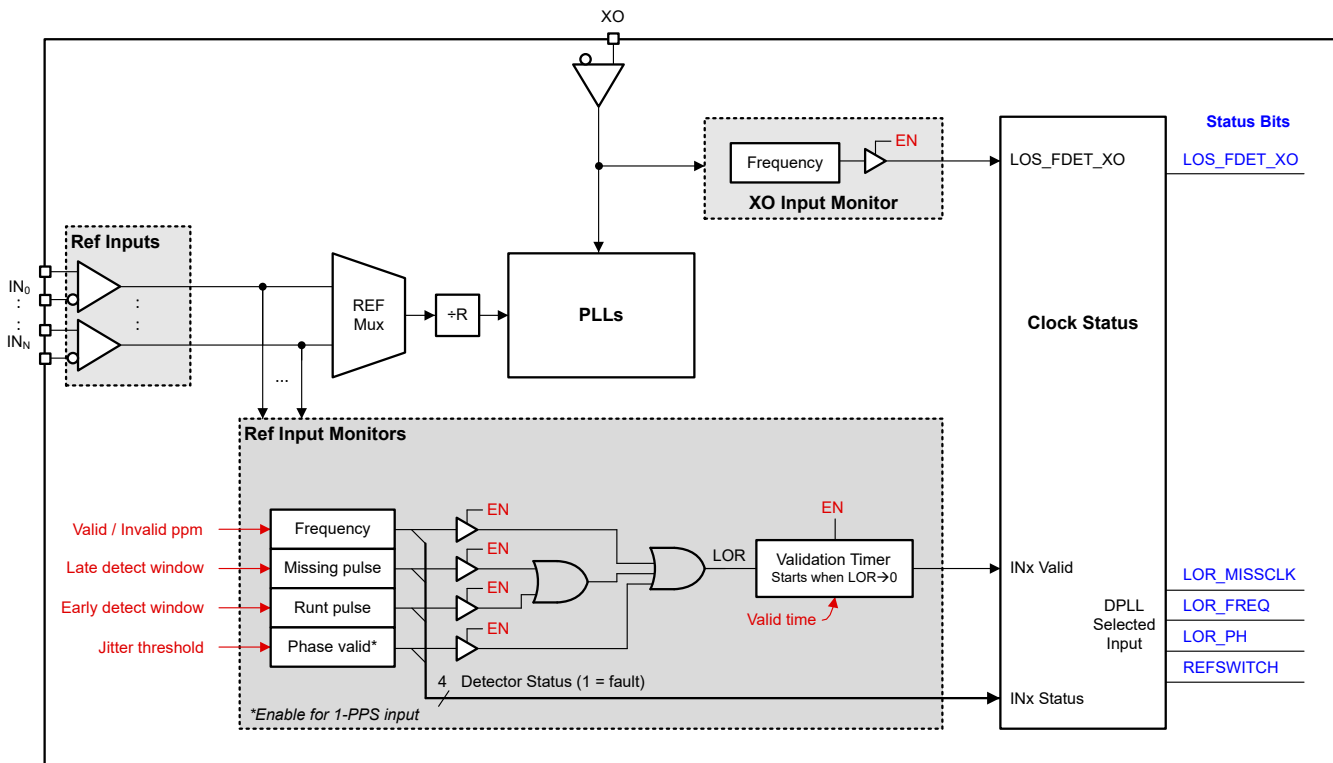 XO
EN
Frequency
XO Input Monitor
LOS_FDET_XO
Status Bits
LOS_FDET_XO
Ref Inputs
IN0
:
:
INN
:
:
REF
Mux
÷R
PLLs
Clock Status
...
Ref Input Monitors
Valid / Invalid ppm
Late detect window
Early detect window
Jitter threshold
Frequency
Missing pulse
Runt pulse
Phase valid*
EN
EN
EN
EN
LOR
EN
Validation Timer
Starts when LOR→0
Valid time
INx Valid
DPLL
Selected
Input
LOR_MISSCLK
LOR_FREQ
LOR_PH
REFSWITCH
4 Detector Status (1 = fault)
INx Status
*Enable for 1-PPS input